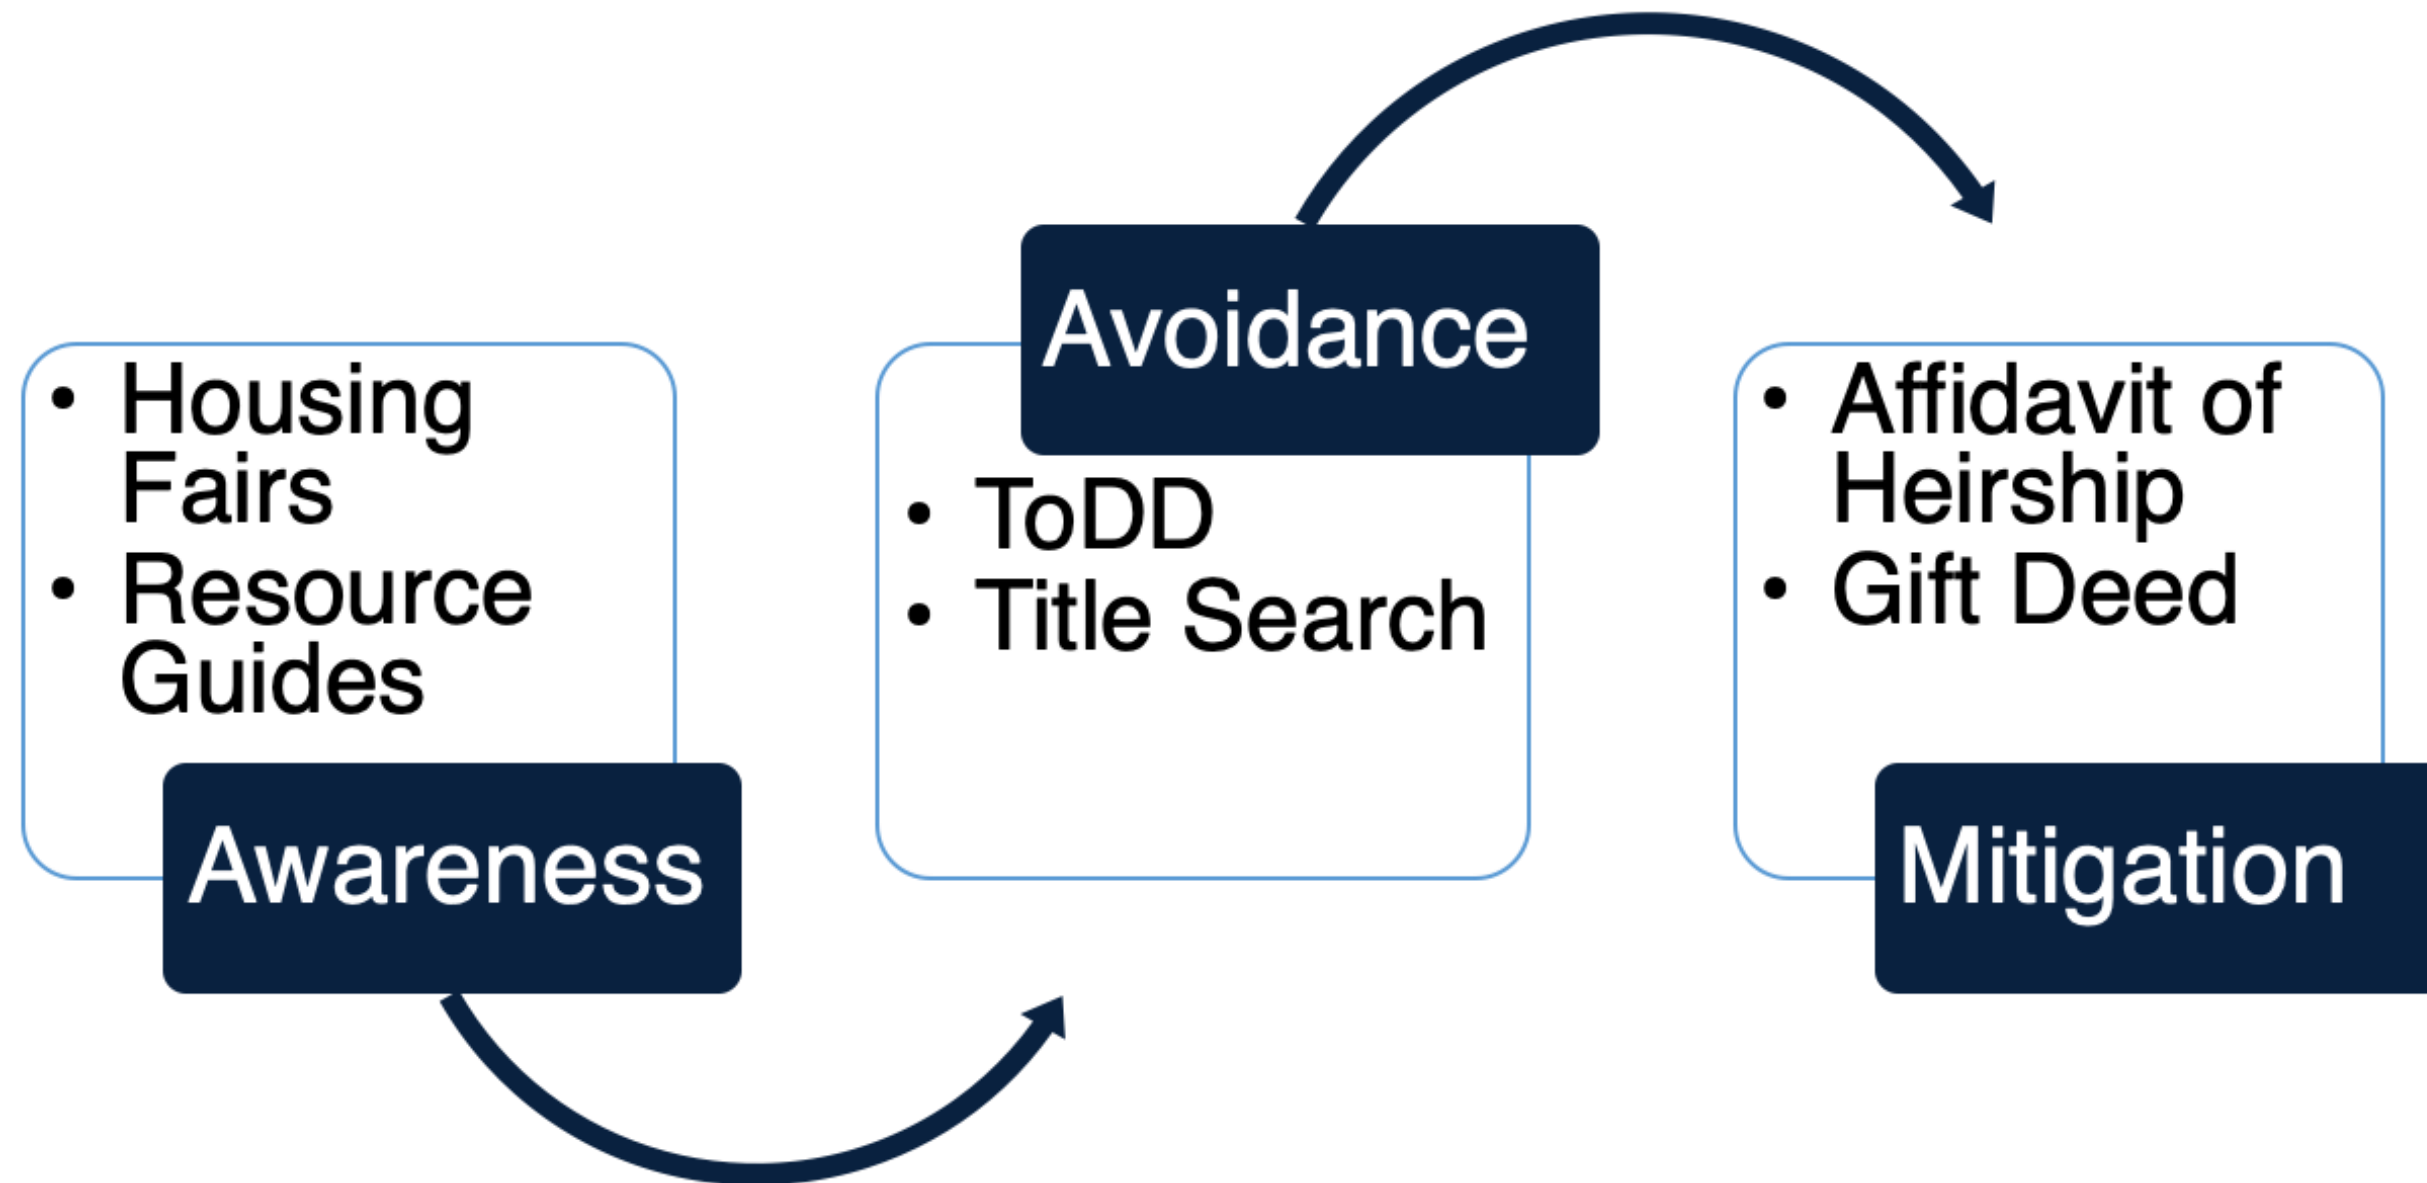 • Housing
Fairs
• Resource
Guides
Awareness
Avoidance
• ToDD
• Title Search
• Affidavit of
Heirship
• Gift Deed
Mitigation